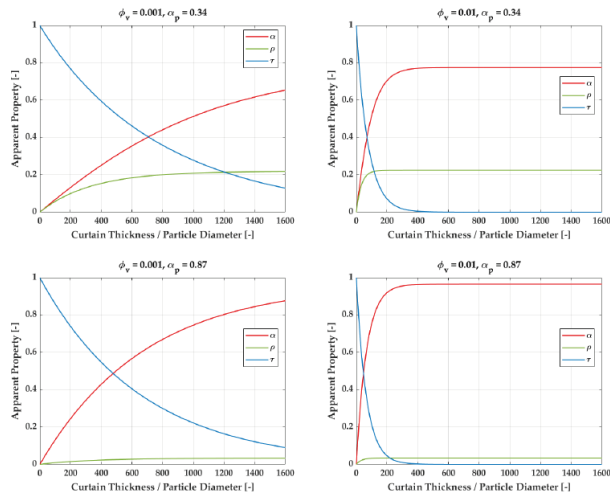 ϕv = 0.001, αp = 0.34
1
0.8
0.6
0.4
0.2
0
Apparent Property [-]
α
ρ
τ
0 200 400 600 800 1000 1200 1400 1600
Curtain Thickness / Particle Diameter [-]
ϕv = 0.01, αp = 0.34
1
0.8
0.6
0.4
0.2
0
Apparent Property [-]
α
ρ
τ
0 200 400 600 800 1000 1200 1400 1600
Curtain Thickness / Particle Diameter [-]
ϕv = 0.001, αp = 0.87
1
0.8
0.6
0.4
0.2
0
Apparent Property [-]
α
ρ
τ
0 200 400 600 800 1000 1200 1400 1600
Curtain Thickness / Particle Diameter [-]
ϕv = 0.01, αp = 0.87
1
0.8
0.6
0.4
0.2
0
Apparent Property [-]
α
ρ
τ
0 200 400 600 800 1000 1200 1400 1600
Curtain Thickness / Particle Diameter [-]